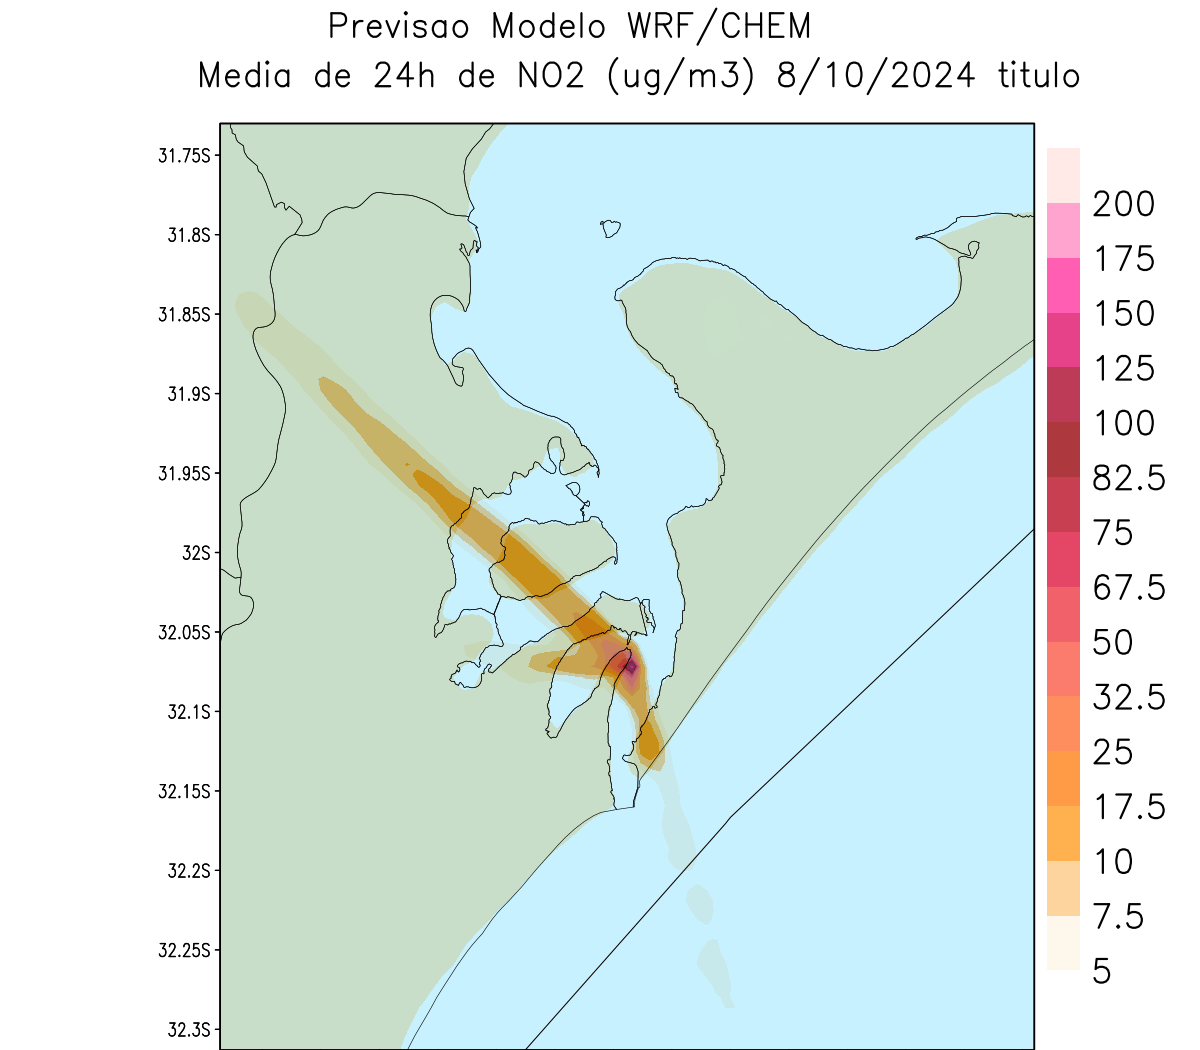 Previsao Modelo WRF/CHEM
Media de 24h de NO2 (ug/m3) 8/10/2024 titulo
31.75S
31.8S
31.85S
31.9S
31.95S
32S
32.05S
32.1S
32.15S
32.2S
32.25S
32.3S
200
175
150
125
100
82.5
75
67.5
50
32.5
25
17.5
10
7.5
5